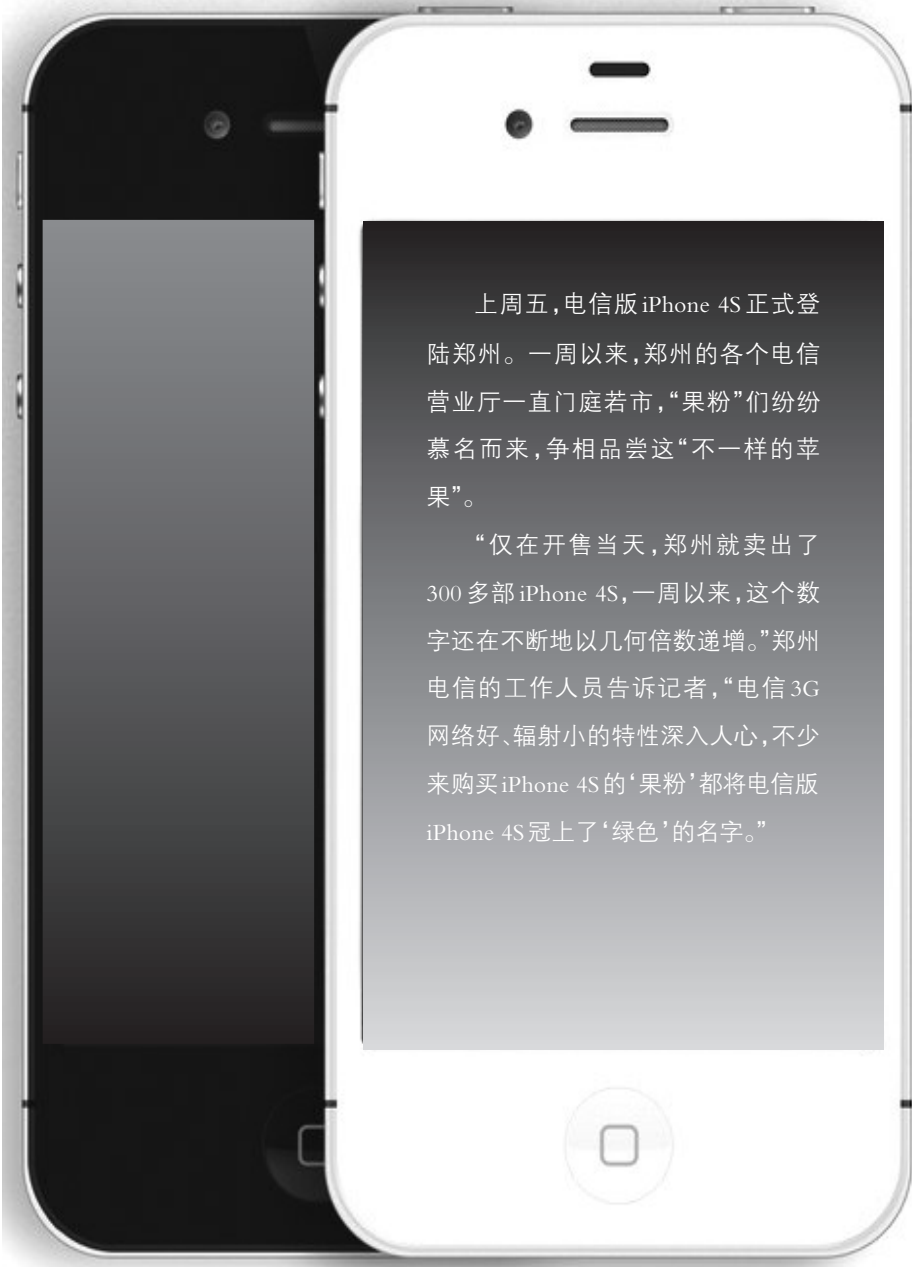 上周五,电信版iPhone 4S正式登
陆郑州。一周以来,郑州的各个电信
营业厅一直门庭若市,“果粉”们纷纷
慕名而来,争相品尝这“不一样的苹
果”。
“仅在开售当天,郑州就卖出了
300多部iPhone 4S,一周以来,这个数
字还在不断地以几何倍数递增。”郑州
电信的工作人员告诉记者,“电信3G
网络好、辐射小的特性深入人心,不少
来购买iPhone 4S的‘果粉’都将电信版
iPhone 4S冠上了‘绿色’的名字。”